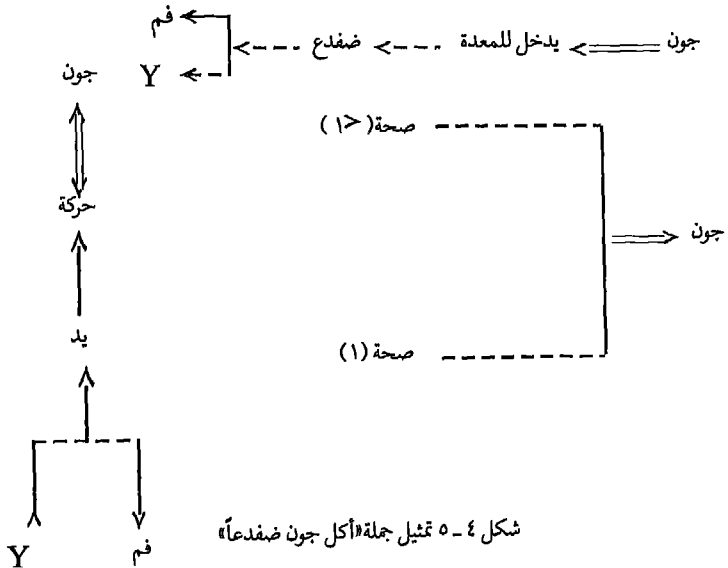 فم
جون يدخل للمعدة ضفدع
Y
جون
صحة (<١)
حركة
چون
يد
صحة (١)
Y فم
شكل ٤ - ٥ تمثيل جملة «أكل جون ضفدعاً»